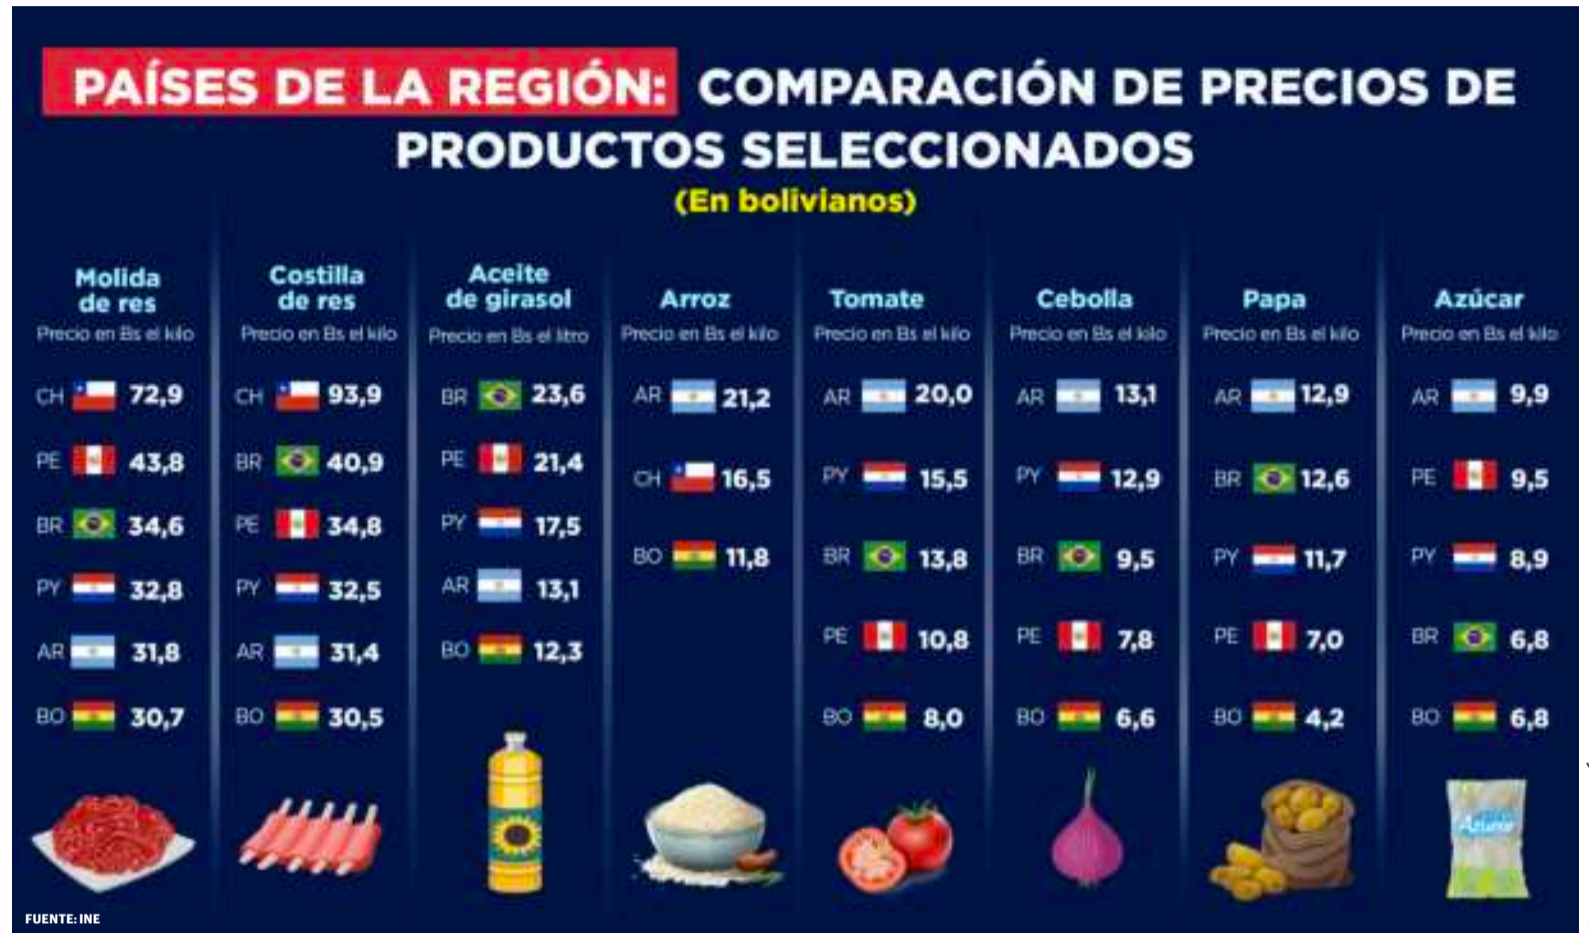 PAÍSES DE LA REGIÓN: COMPARACIÓN DE PRECIOS DE
PRODUCTOS SELECCIONADOS
(En bolivianos)
Molida
de res
Precio en Bs el kilo
CH 72,9
PE 43,8
BR 34,6
PY 32,8
AR 31,8
BO 30,7
Costilla
de res
Precio en Bs el kilo
CH 93,9
BR 40,9
PE 34,8
PY 32,5
AR 31,4
BO 30,5
Aceite
de girasol
Precio en Bs el litro
BR 23,6
PE 21,4
PY 17,5
AR 13,1
BO 12,3
Arroz
Precio en Bs el kilo
AR 21,2
CH 16,5
BO 11,8
Tomate
Precio en Bs el kilo
AR 20,0
PY 15,5
BR 13,8
PE 10,8
BO 8,0
Cebolla
Precio en Bs el kilo
AR 13,1
PY 12,9
BR 9,5
PE 7,8
BO 6,6
Papa
Precio en Bs el kilo
AR 12,9
BR 12,6
PY 11,7
PE 7,0
BO 4,2
Azúcar
Precio en Bs el kilo
AR 9,9
PE 9,5
PY 8,9
BR 6,8
BO 6,8
Azúcar
FUENTE: INE